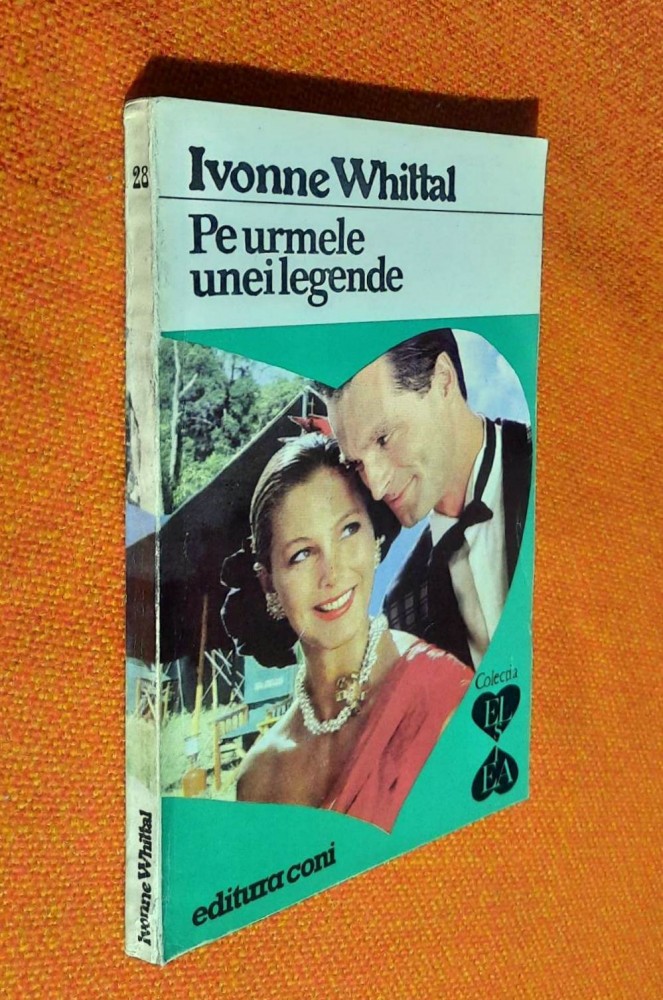 28
Ivonne Whittal
Ivonne Whittal
Pe urmele
unei legende
Colecția
EL
ȘI
EA
editura coni